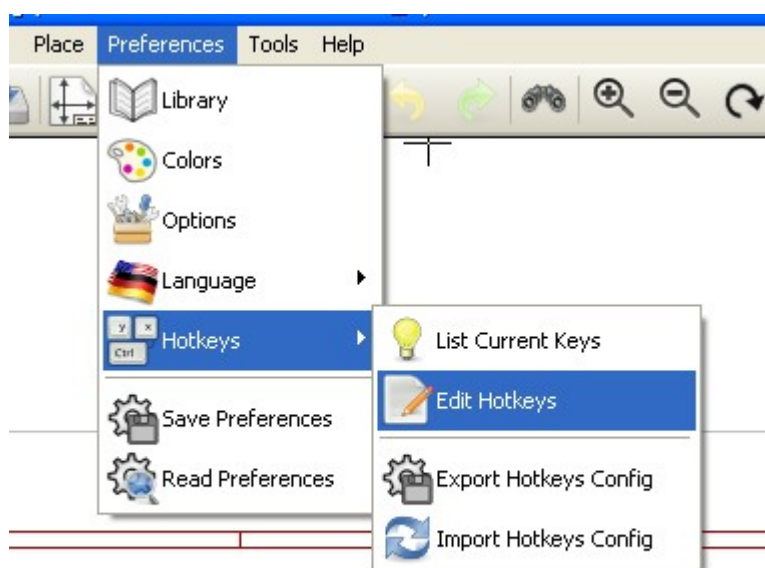 Place Preferences Tools Help
Library
Colors
Options
Language
y x
Ctrl
Hotkeys
List Current Keys
Edit Hotkeys
Save Preferences
Export Hotkeys Config
Read Preferences
Import Hotkeys Config